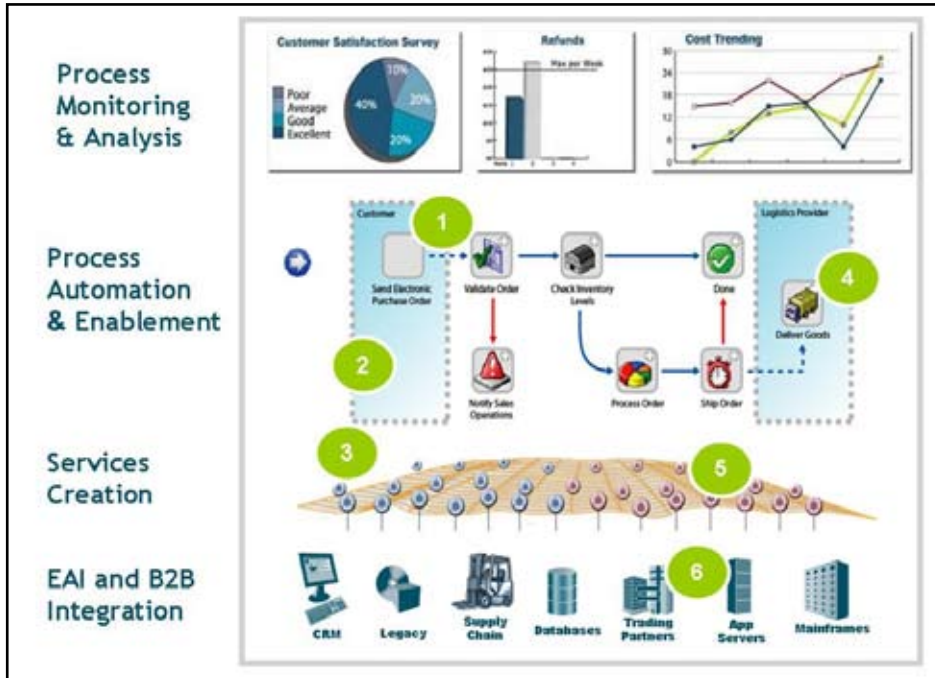 Process
Monitoring
& Analysis
Customer Satisfaction Survey
Poor
Average
Good
Excellent
10%
20%
20%
40%
Refunds
Max per Week
1
Cost Trending
30
24
18
12
6
0
Process
Automation
& Enablement
Customer
1
Send Electronic
Purchase Order
Validate Order
Check Inventory
Levels
Done
Logistics Provider
4
Deliver Goods
2
Notify Sales
Operations
Process Order
Ship Order
Services
Creation
3
5
EAI and B2B
Integration
6
CRM
Legacy
Supply
Chain
Databases
Trading
Partners
App
Servers
Mainframes